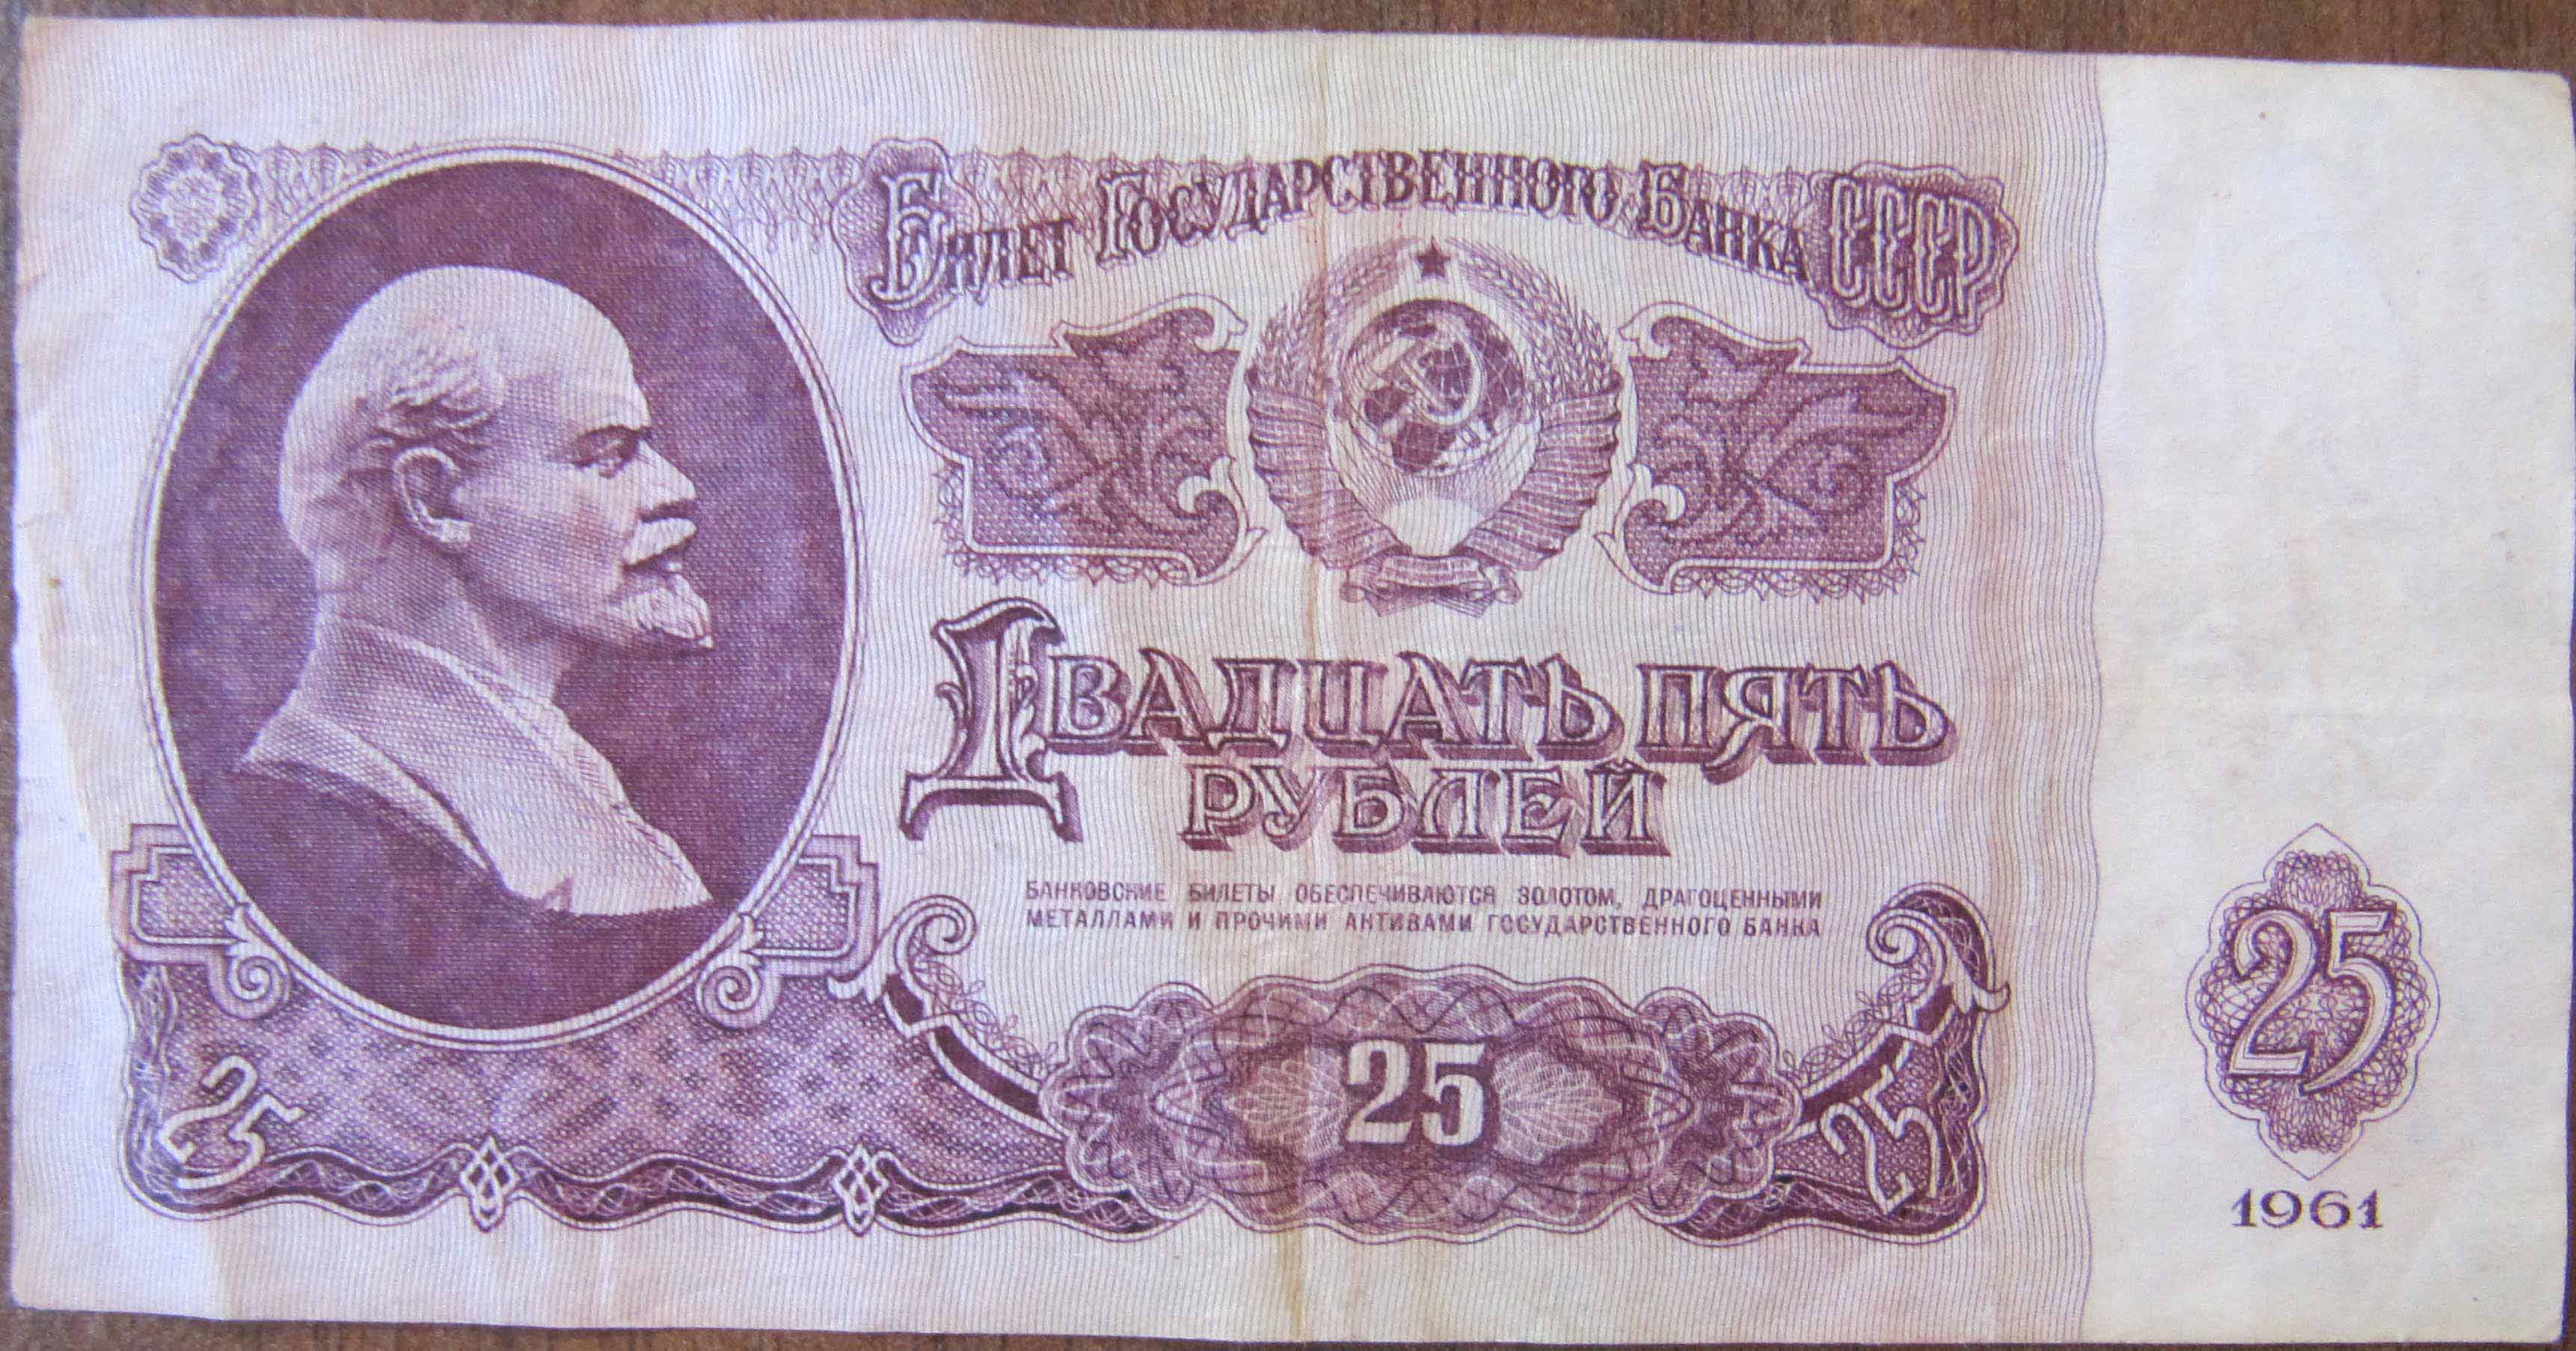 Билет Государственного Банка СССР
Двадцать пять
рублей
БАНКОВСКИЕ БИЛЕТЫ ОБЕСПЕЧИВАЮТСЯ ЗОЛОТОМ, ДРАГОЦЕННЫМИ
МЕТАЛЛАМИ И ПРОЧИМИ АКТИВАМИ ГОСУДАРСТВЕННОГО БАНКА
25
25
25
25
1961